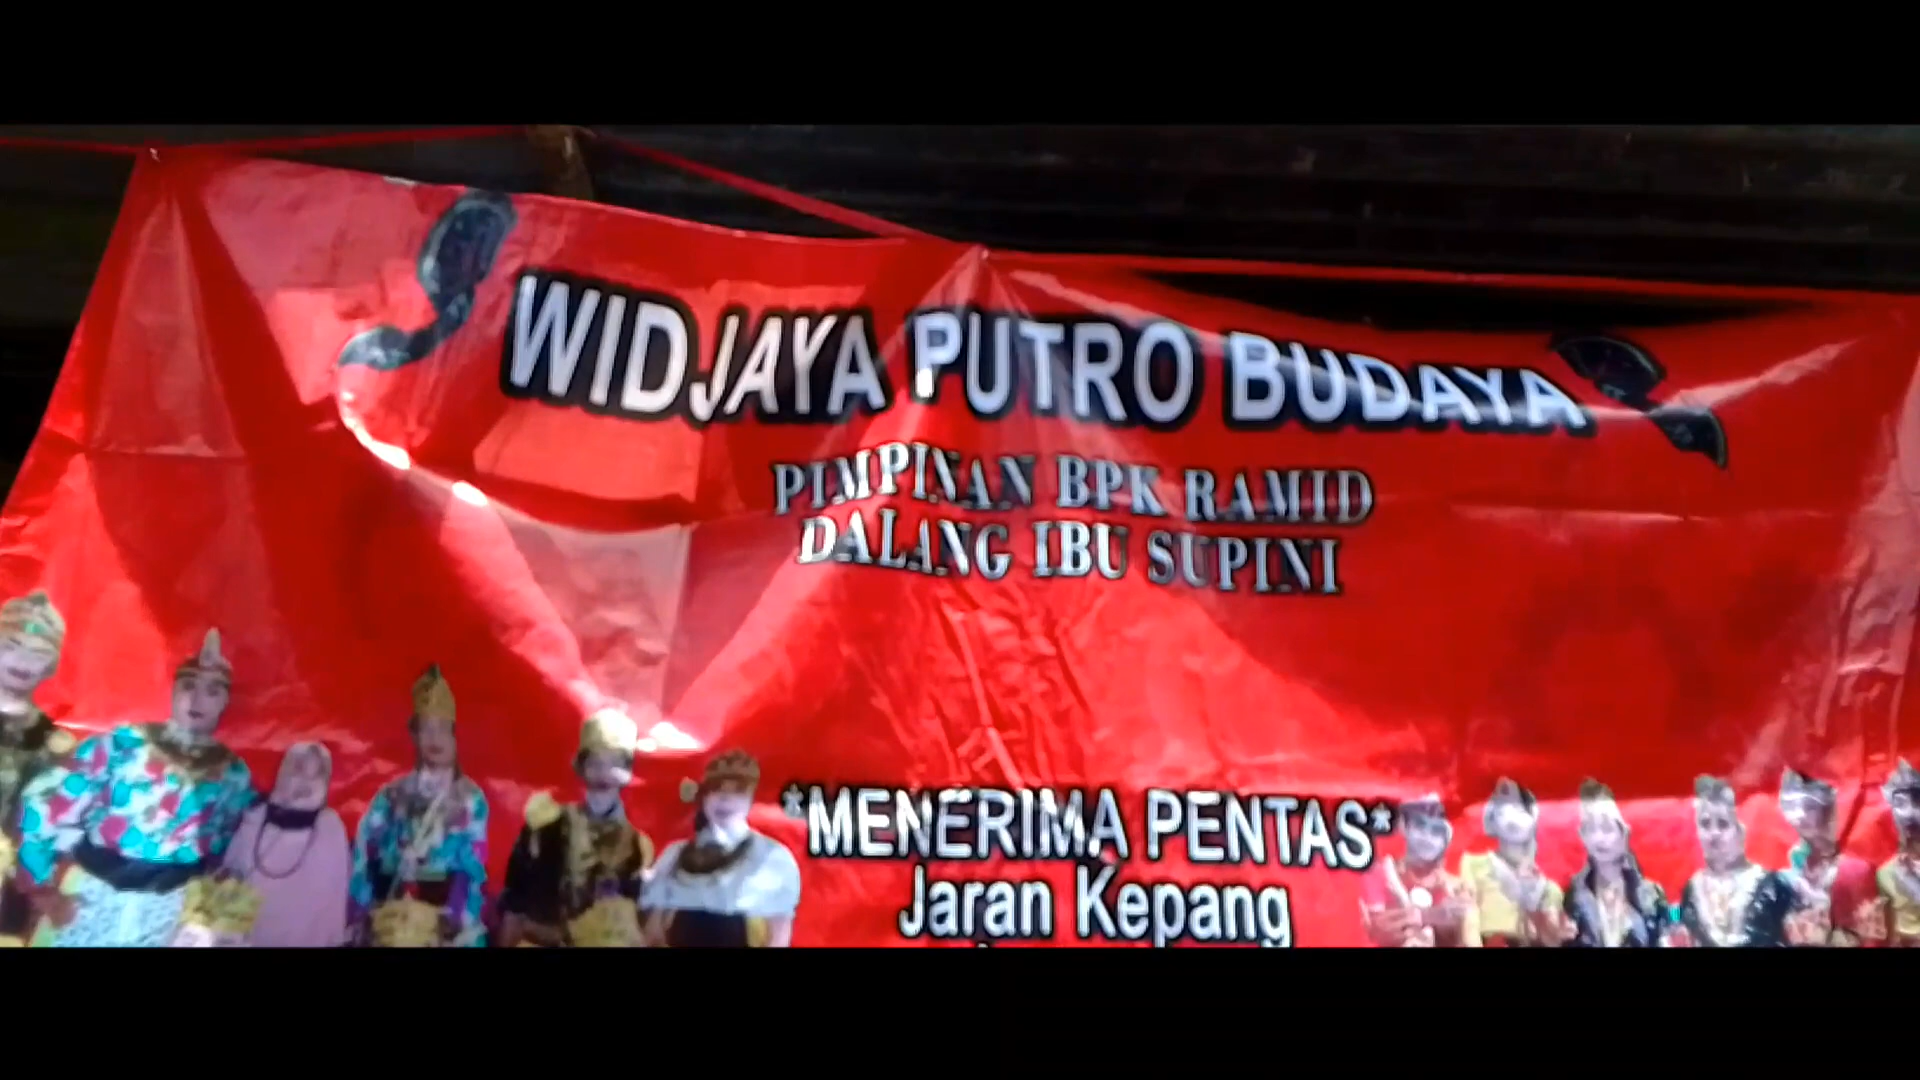 WIDJAYA PUTRO BUDAYA
PIMPINAN BPK RAMID
DALANG IBU SUPINI
*MENERIMA PENTAS*
Jaran Kepang